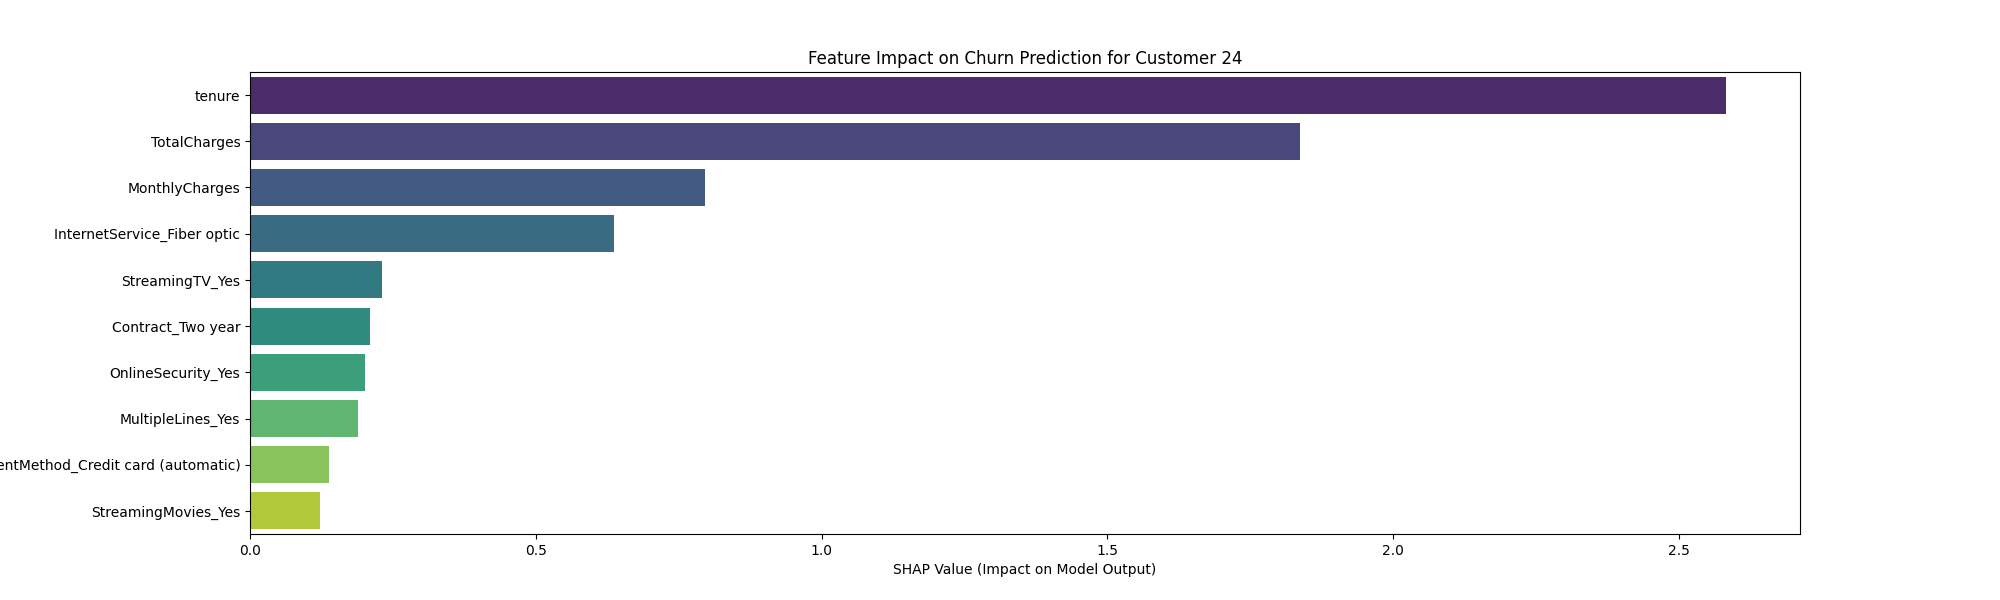 Feature Impact on Churn Prediction for Customer 24
tenure
TotalCharges
MonthlyCharges
InternetService_Fiber optic
StreamingTV_Yes
Contract_Two year
OnlineSecurity_Yes
MultipleLines_Yes
entMethod_Credit card (automatic)
StreamingMovies_Yes
0.0 0.5 1.0 1.5 2.0 2.5
SHAP Value (Impact on Model Output)